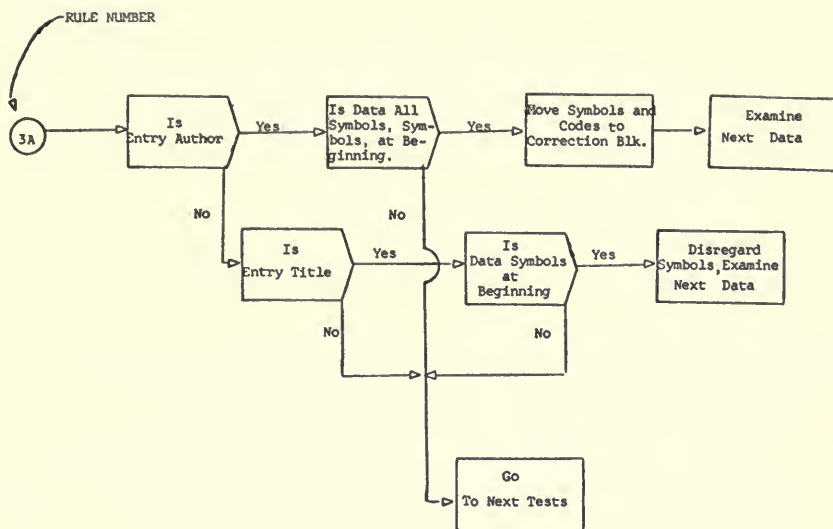 RULE NUMBER
3A
Is
Entry Author
Yes
Is Data All
Symbols, Sym-
bols, at Be-
ginning.
Yes
Move Symbols and
Codes to
Correction Blk.
Examine
Next Data
No
No
Is
Entry Title
Yes
Is
Data Symbols
at
Beginning
Yes
Disregard
Symbols, Examine
Next Data
No
No
Go
To Next Tests